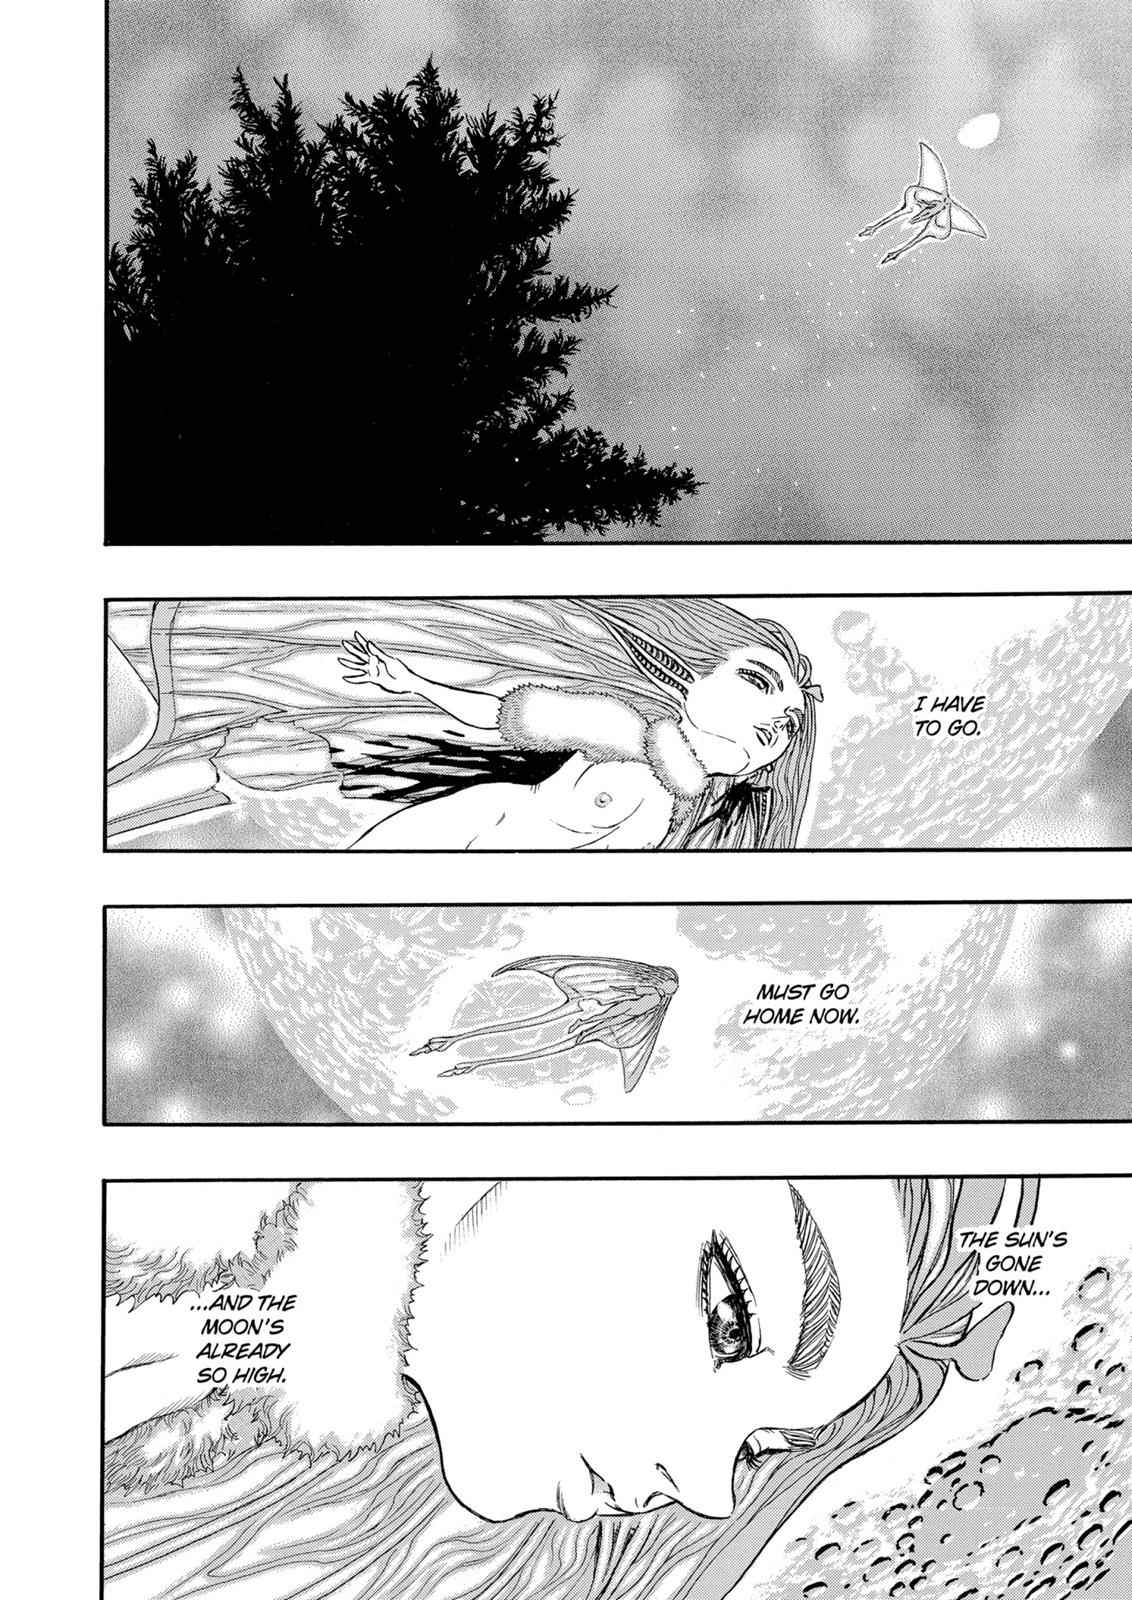 I HAVE
TO GO.
MUST GO
HOME NOW.
THE SUN'S
GONE
DOWN...
...AND THE
MOON'S
ALREADY
SO HIGH.